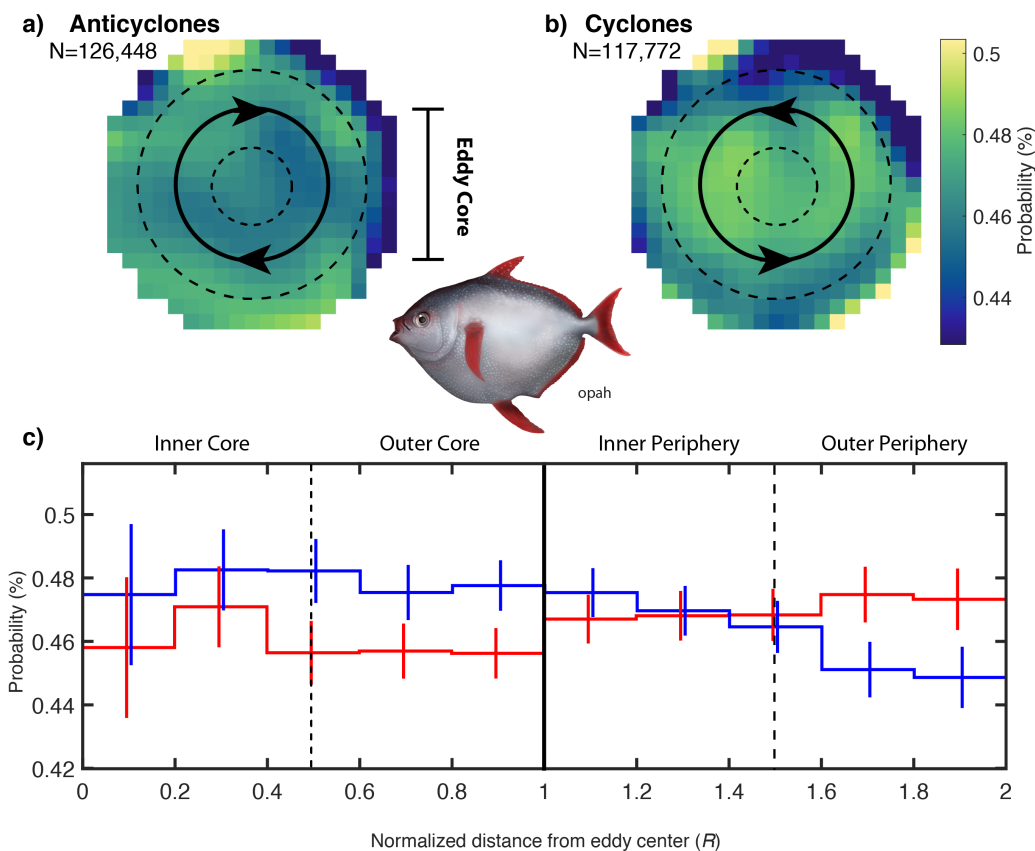 a) Anticyclones
N=126,448
b) Cyclones
N=117,772
Eddy Core
0.5
0.48
0.46
0.44
Probability (%)
opah
c)
Inner Core
Outer Core
Inner Periphery
Outer Periphery
Probability (%)
0.5
0.48
0.46
0.44
0.42
0 0.2 0.4 0.6 0.8 1 1.2 1.4 1.6 1.8 2
Normalized distance from eddy center (R)